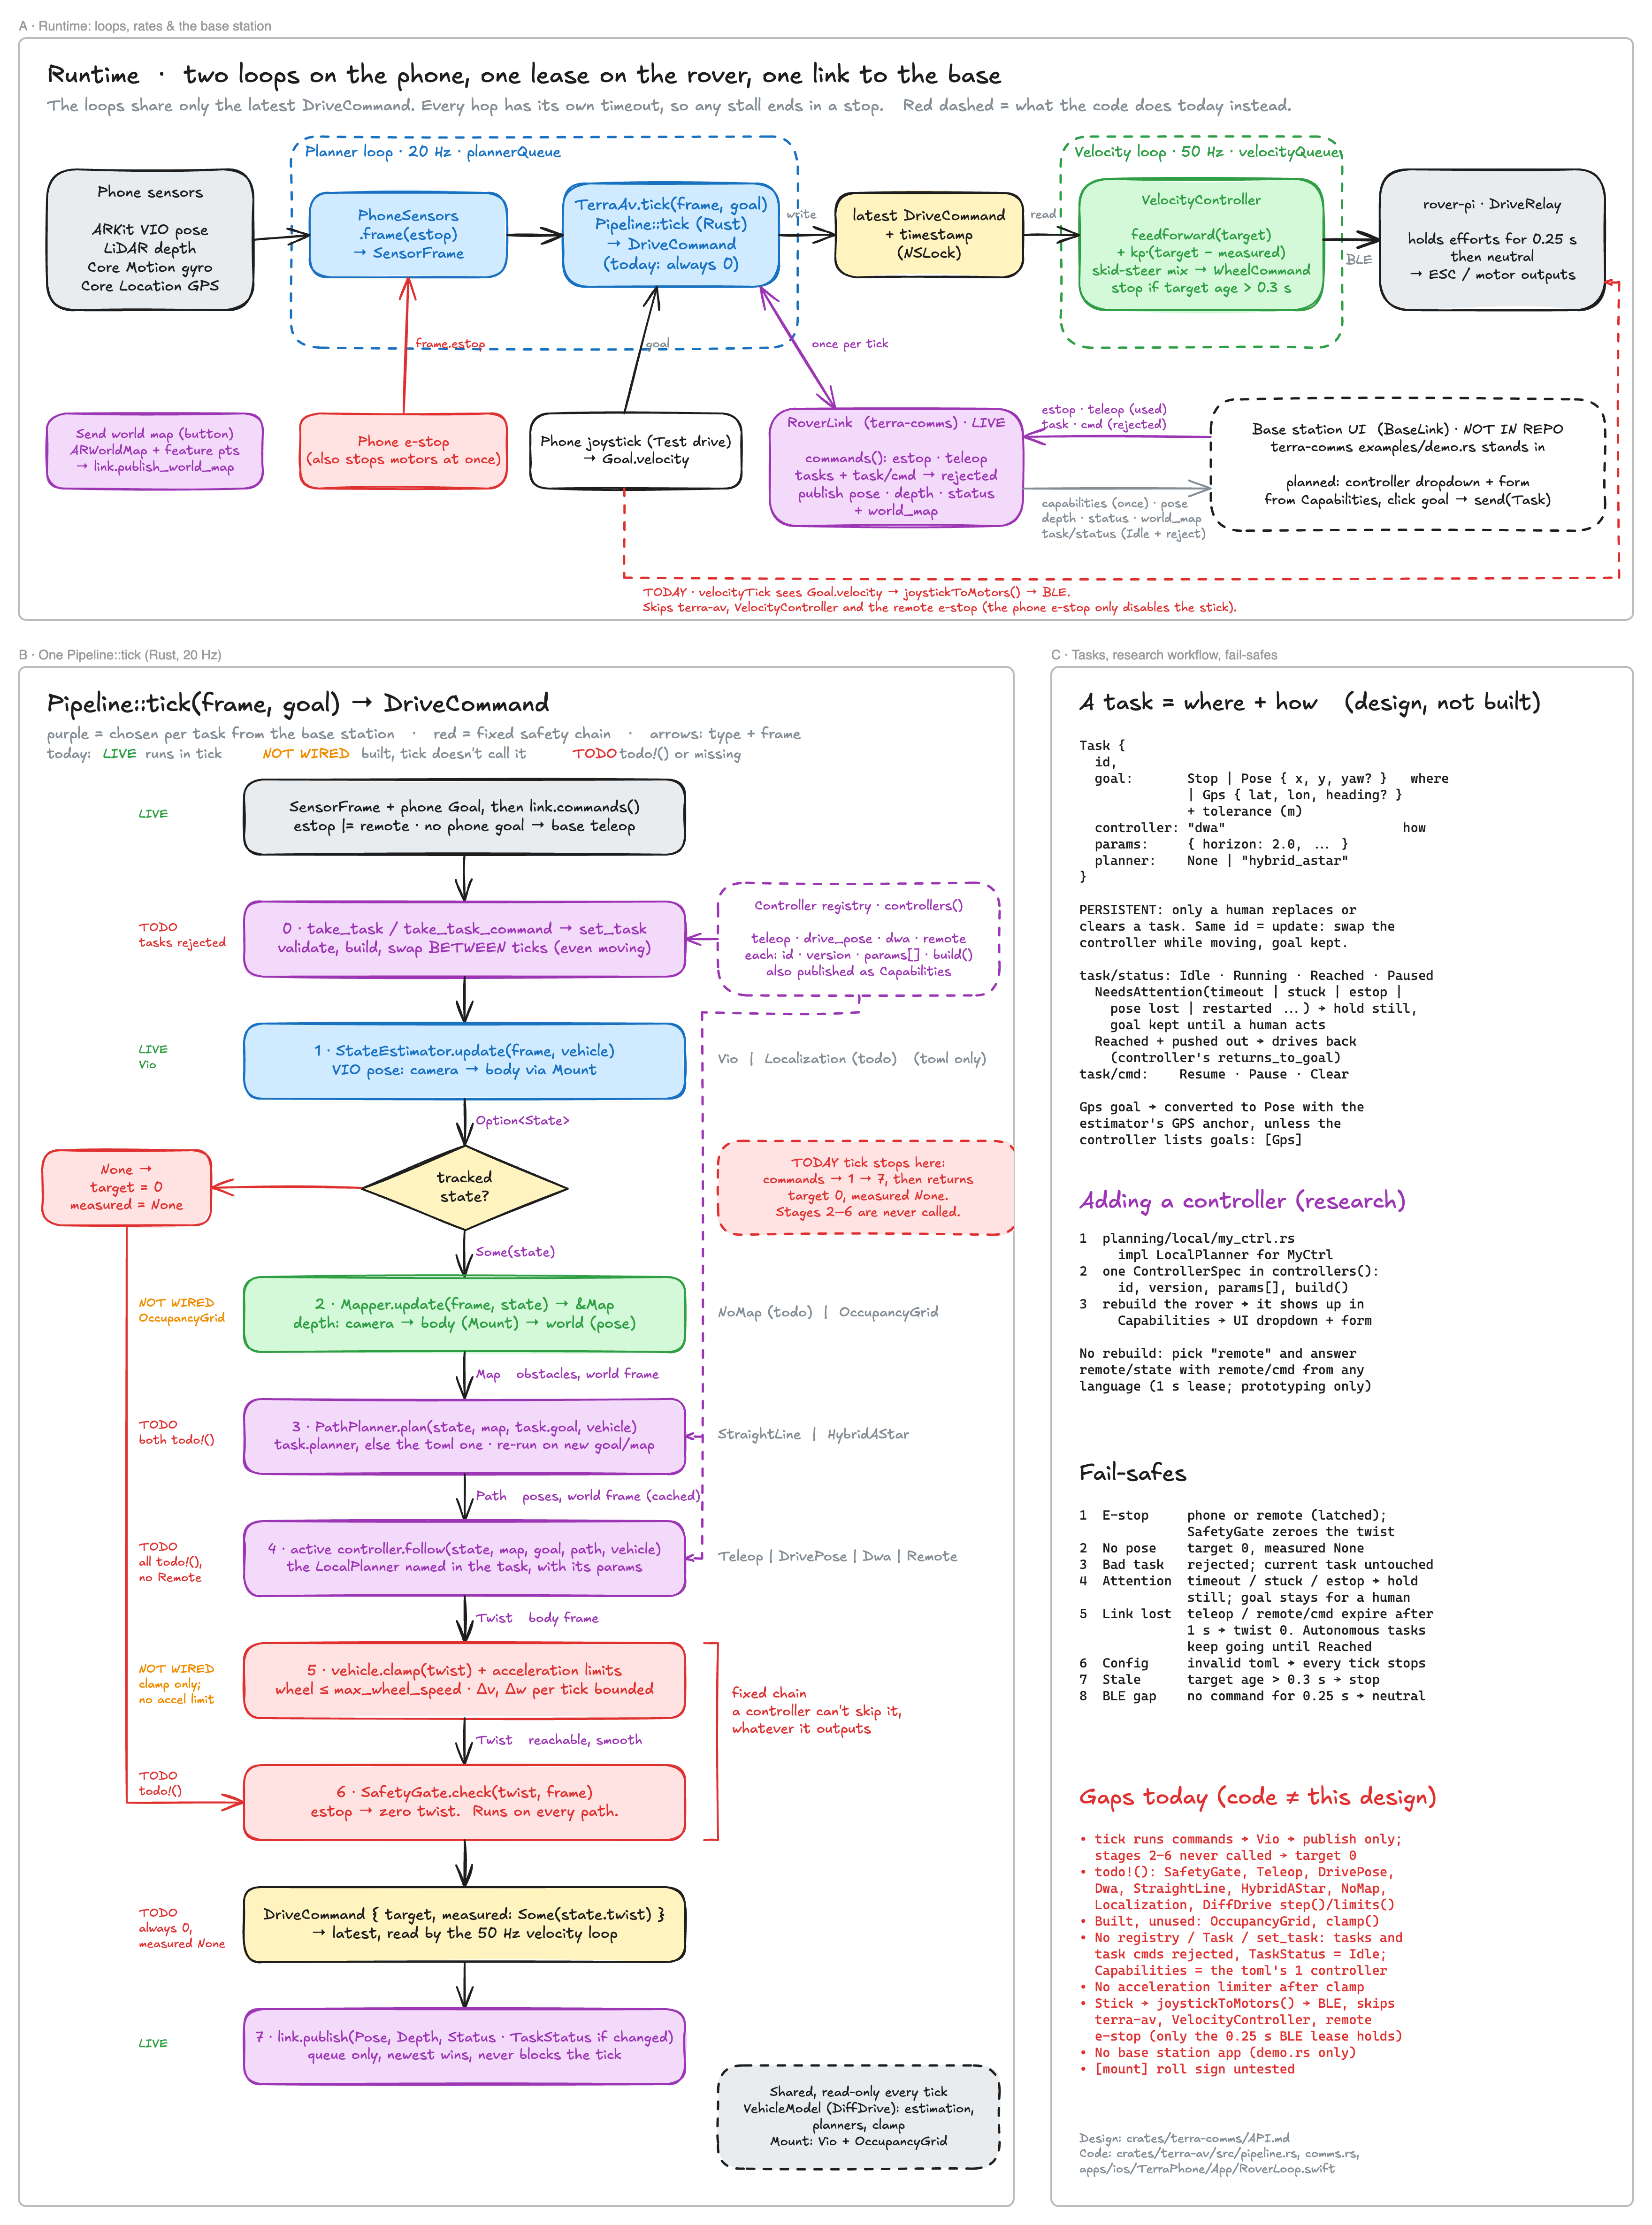 A · Runtime: loops, rates & the base station
Runtime · two loops on the phone, one lease on the rover, one link to the base
The loops share only the latest DriveCommand. Every hop has its own timeout, so any stall ends in a stop. Red dashed = what the code does today instead.
Phone sensors
ARKit VIO pose
LiDAR depth
Core Motion gyro
Core Location GPS
Planner loop · 20 Hz · plannerQueue
PhoneSensors
.frame(estop)
→ SensorFrame
TerraAv.tick(frame, goal)
Pipeline::tick (Rust)
→ DriveCommand
(today: always 0)
write
latest DriveCommand
+ timestamp
(NSLock)
read
Velocity loop · 50 Hz · velocityQueue
VelocityController
feedforward(target)
+ kp·(target − measured)
skid-steer mix → WheelCommand
stop if target age > 0.3 s
BLE
rover-pi · DriveRelay
holds efforts for 0.25 s
then neutral
→ ESC / motor outputs
frame.estop
goal
once per tick
Send world map (button)
ARWorldMap + feature pts
→ link.publish_world_map
Phone e-stop
(also stops motors at once)
Phone joystick (Test drive)
→ Goal.velocity
RoverLink (terra-comms) · LIVE
commands(): estop · teleop
tasks + task/cmd → rejected
publish pose · depth · status
+ world_map
estop · teleop (used)
task · cmd (rejected)
capabilities (once) · pose
depth · status · world_map
task/status (Idle + reject)
Base station UI (BaseLink) · NOT IN REPO
terra-comms examples/demo.rs stands in
planned: controller dropdown + form
from Capabilities, click goal → send(Task)
TODAY · velocityTick sees Goal.velocity → joystickToMotors() → BLE.
Skips terra-av, VelocityController and the remote e-stop (the phone e-stop only disables the stick).
B · One Pipeline::tick (Rust, 20 Hz)
Pipeline::tick(frame, goal) → DriveCommand
purple = chosen per task from the base station · red = fixed safety chain · arrows: type + frame
today: LIVE runs in tick NOT WIRED built, tick doesn't call it TODO todo!() or missing
LIVE
SensorFrame + phone Goal, then link.commands()
estop |= remote · no phone goal → base teleop
TODO
tasks rejected
0 · take_task / take_task_command → set_task
validate, build, swap BETWEEN ticks (even moving)
Controller registry · controllers()
teleop · drive_pose · dwa · remote
each: id · version · params[] · build()
also published as Capabilities
LIVE
Vio
1 · StateEstimator.update(frame, vehicle)
VIO pose: camera → body via Mount
Vio | Localization (todo) (toml only)
Option<State>
None →
target = 0
measured = None
tracked
state?
TODAY tick stops here:
commands → 1 → 7, then returns
target 0, measured None.
Stages 2–6 are never called.
Some(state)
NOT WIRED
OccupancyGrid
2 · Mapper.update(frame, state) → &Map
depth: camera → body (Mount) → world (pose)
NoMap (todo) | OccupancyGrid
Map obstacles, world frame
TODO
both todo!()
3 · PathPlanner.plan(state, map, task.goal, vehicle)
task.planner, else the toml one · re-run on new goal/map
StraightLine | HybridAStar
Path poses, world frame (cached)
TODO
all todo!(),
no Remote
4 · active controller.follow(state, map, goal, path, vehicle)
the LocalPlanner named in the task, with its params
Teleop | DrivePose | Dwa | Remote
Twist body frame
NOT WIRED
clamp only;
no accel limit
5 · vehicle.clamp(twist) + acceleration limits
wheel ≤ max_wheel_speed · Δv, Δw per tick bounded
fixed chain
a controller can't skip it,
whatever it outputs
Twist reachable, smooth
TODO
todo!()
6 · SafetyGate.check(twist, frame)
estop → zero twist. Runs on every path.
TODO
always 0,
measured None
DriveCommand { target, measured: Some(state.twist) }
→ latest, read by the 50 Hz velocity loop
LIVE
7 · link.publish(Pose, Depth, Status · TaskStatus if changed)
queue only, newest wins, never blocks the tick
Shared, read-only every tick
VehicleModel (DiffDrive): estimation,
planners, clamp
Mount: Vio + OccupancyGrid
C · Tasks, research workflow, fail-safes
A task = where + how (design, not built)
Task {
id,
goal: Stop | Pose { x, y, yaw? } where
| Gps { lat, lon, heading? }
+ tolerance (m)
controller: "dwa" how
params: { horizon: 2.0, ... }
planner: None | "hybrid_astar"
}
PERSISTENT: only a human replaces or
clears a task. Same id = update: swap the
controller while moving, goal kept.
task/status: Idle · Running · Reached · Paused
NeedsAttention(timeout | stuck | estop |
pose lost | restarted ...) → hold still,
goal kept until a human acts
Reached + pushed out → drives back
(controller's returns_to_goal)
task/cmd: Resume · Pause · Clear
Gps goal → converted to Pose with the
estimator's GPS anchor, unless the
controller lists goals: [Gps]
Adding a controller (research)
1 planning/local/my_ctrl.rs
impl LocalPlanner for MyCtrl
2 one ControllerSpec in controllers():
id, version, params[], build()
3 rebuild the rover → it shows up in
Capabilities → UI dropdown + form
No rebuild: pick "remote" and answer
remote/state with remote/cmd from any
language (1 s lease; prototyping only)
Fail-safes
1 E-stop phone or remote (latched);
SafetyGate zeroes the twist
2 No pose target 0, measured None
3 Bad task rejected; current task untouched
4 Attention timeout / stuck / estop → hold
still; goal stays for a human
5 Link lost teleop / remote/cmd expire after
1 s → twist 0. Autonomous tasks
keep going until Reached
6 Config invalid toml → every tick stops
7 Stale target age > 0.3 s → stop
8 BLE gap no command for 0.25 s → neutral
Gaps today (code ≠ this design)
• tick runs commands → Vio → publish only;
stages 2–6 never called → target 0
• todo!(): SafetyGate, Teleop, DrivePose,
Dwa, StraightLine, HybridAStar, NoMap,
Localization, DiffDrive step()/limits()
• Built, unused: OccupancyGrid, clamp()
• No registry / Task / set_task: tasks and
task cmds rejected, TaskStatus = Idle;
Capabilities = the toml's 1 controller
• No acceleration limiter after clamp
• Stick → joystickToMotors() → BLE, skips
terra-av, VelocityController, remote
e-stop (only the 0.25 s BLE lease holds)
• No base station app (demo.rs only)
• [mount] roll sign untested
Design: crates/terra-comms/API.md
Code: crates/terra-av/src/pipeline.rs, comms.rs,
apps/ios/TerraPhone/App/RoverLoop.swift